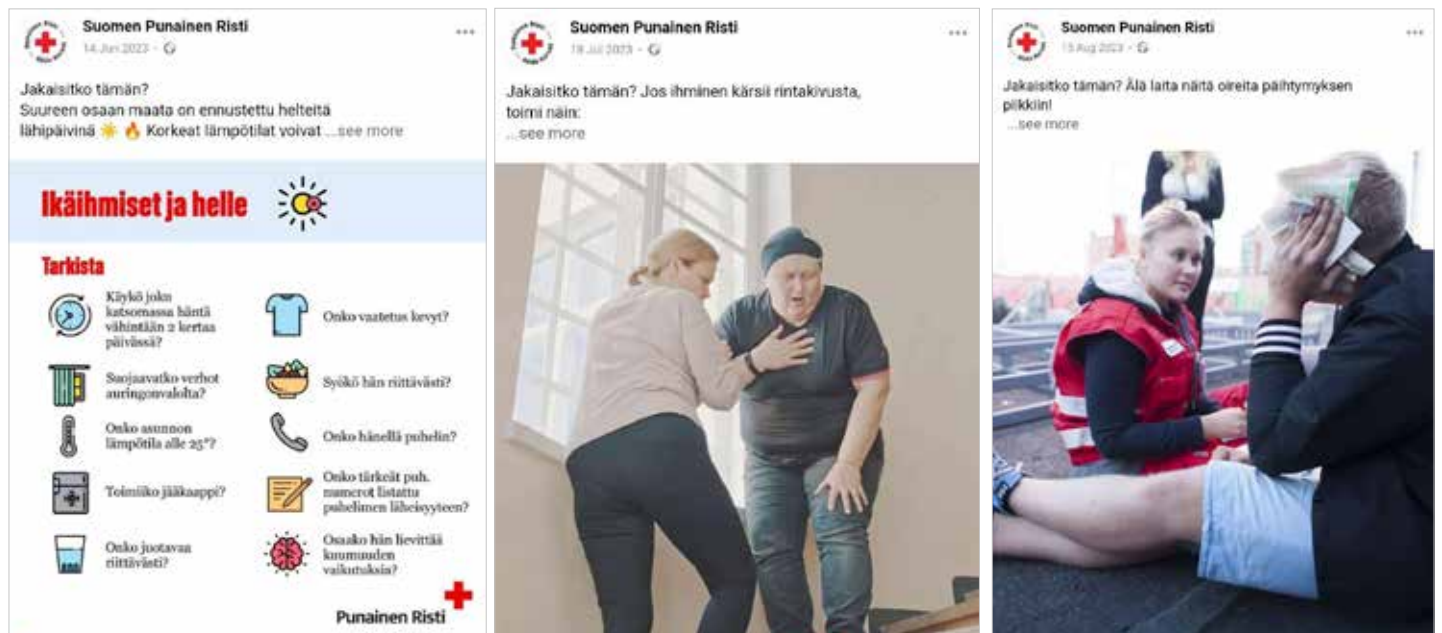 Suomen Punainen Risti
14 Jun 2023
Jakaisitko tämän?
Suureen osaan maata on ennustettu helteitä
lähipäivinä ☀️ 🔥 Korkeat lämpötilat voivat ...see more
Ikäihmiset ja helle
Tarkista
Käykö joku
katsomassa häntä
vähintään 2 kertaa
päivässä?
Suojaavatko verhot
auringonvalolta?
Onko asunnon
lämpötila alle 25°?
Toimiiko jääkaappi?
Onko juotavaa
riittävästi?
Onko vaatetus kevyt?
Syökö hän riittävästi?
Onko hänellä puhelin?
Onko tärkeät puh.
numerot listattu
puhelimen läheisyyteen?
Osaako hän lievittää
kuumuuden
vaikutuksia?
Punainen Risti
Suomen Punainen Risti
18 Jul 2023
Jakaisitko tämän? Jos ihminen kärsii rintakivusta,
toimi näin:
...see more
Suomen Punainen Risti
15 Aug 2023
Jakaisitko tämän? Älä laita näitä oireita päihtymyksen
piikkiin!
...see more